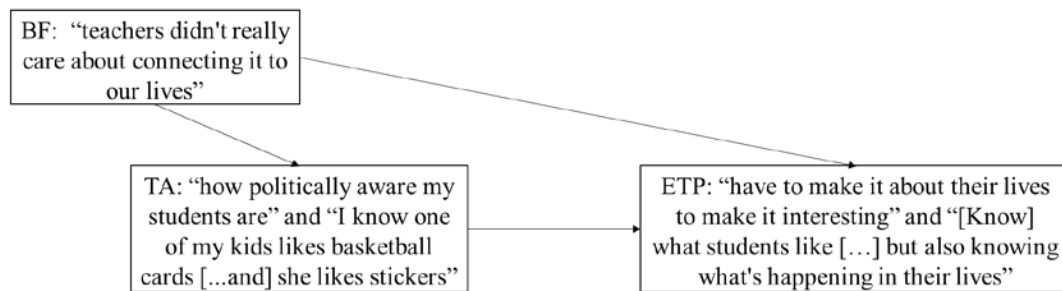 BF: “teachers didn't really
care about connecting it to
our lives”
TA: “how politically aware my
students are” and “I know one
of my kids likes basketball
cards [...and] she likes stickers”
ETP: “have to make it about their lives
to make it interesting” and “[Know]
what students like [...] but also knowing
what's happening in their lives”